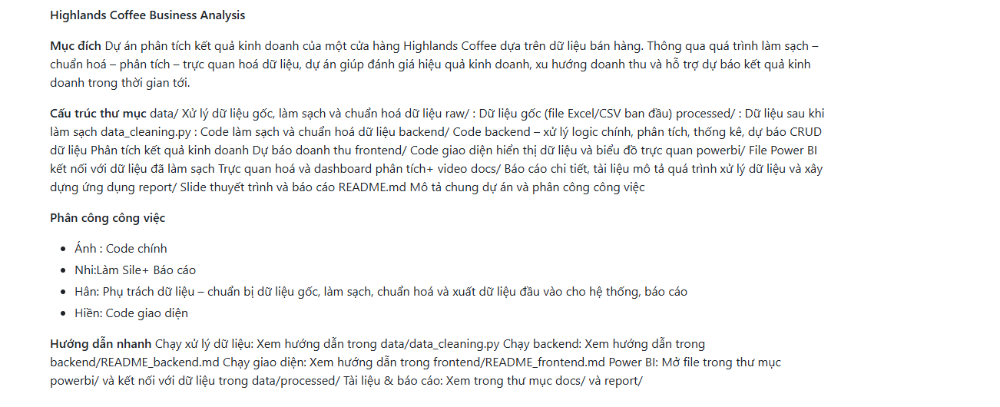 Highlands Coffee Business Analysis
Mục đích Dự án phân tích kết quả kinh doanh của một cửa hàng Highlands Coffee dựa trên dữ liệu bán hàng. Thông qua quá trình làm sạch –
chuẩn hoá – phân tích – trực quan hoá dữ liệu, dự án giúp đánh giá hiệu quả kinh doanh, xu hướng doanh thu và hỗ trợ dự báo kết quả kinh
doanh trong thời gian tới.
Cấu trúc thư mục data/ Xử lý dữ liệu gốc, làm sạch và chuẩn hoá dữ liệu raw/ : Dữ liệu gốc (file Excel/CSV ban đầu) processed/ : Dữ liệu sau khi
làm sạch data_cleaning.py : Code làm sạch và chuẩn hoá dữ liệu backend/ Code backend – xử lý logic chính, phân tích, thống kê, dự báo CRUD
dữ liệu Phân tích kết quả kinh doanh Dự báo doanh thu frontend/ Code giao diện hiển thị dữ liệu và biểu đồ trực quan powerbi/ File Power BI
kết nối với dữ liệu đã làm sạch Trực quan hoá và dashboard phân tích+ video docs/ Báo cáo chi tiết, tài liệu mô tả quá trình xử lý dữ liệu và xây
dựng ứng dụng report/ Slide thuyết trình và báo cáo README.md Mô tả chung dự án và phân công công việc
Phân công công việc
• Ánh : Code chính
• Nhi:Làm Sile+ Báo cáo
• Hân: Phụ trách dữ liệu – chuẩn bị dữ liệu gốc, làm sạch, chuẩn hoá và xuất dữ liệu đầu vào cho hệ thống, báo cáo
• Hiền: Code giao diện
Hướng dẫn nhanh Chạy xử lý dữ liệu: Xem hướng dẫn trong data/data_cleaning.py Chạy backend: Xem hướng dẫn trong
backend/README_backend.md Chạy giao diện: Xem hướng dẫn trong frontend/README_frontend.md Power BI: Mở file trong thư mục
powerbi/ và kết nối với dữ liệu trong data/processed/ Tài liệu & báo cáo: Xem trong thư mục docs/ và report/